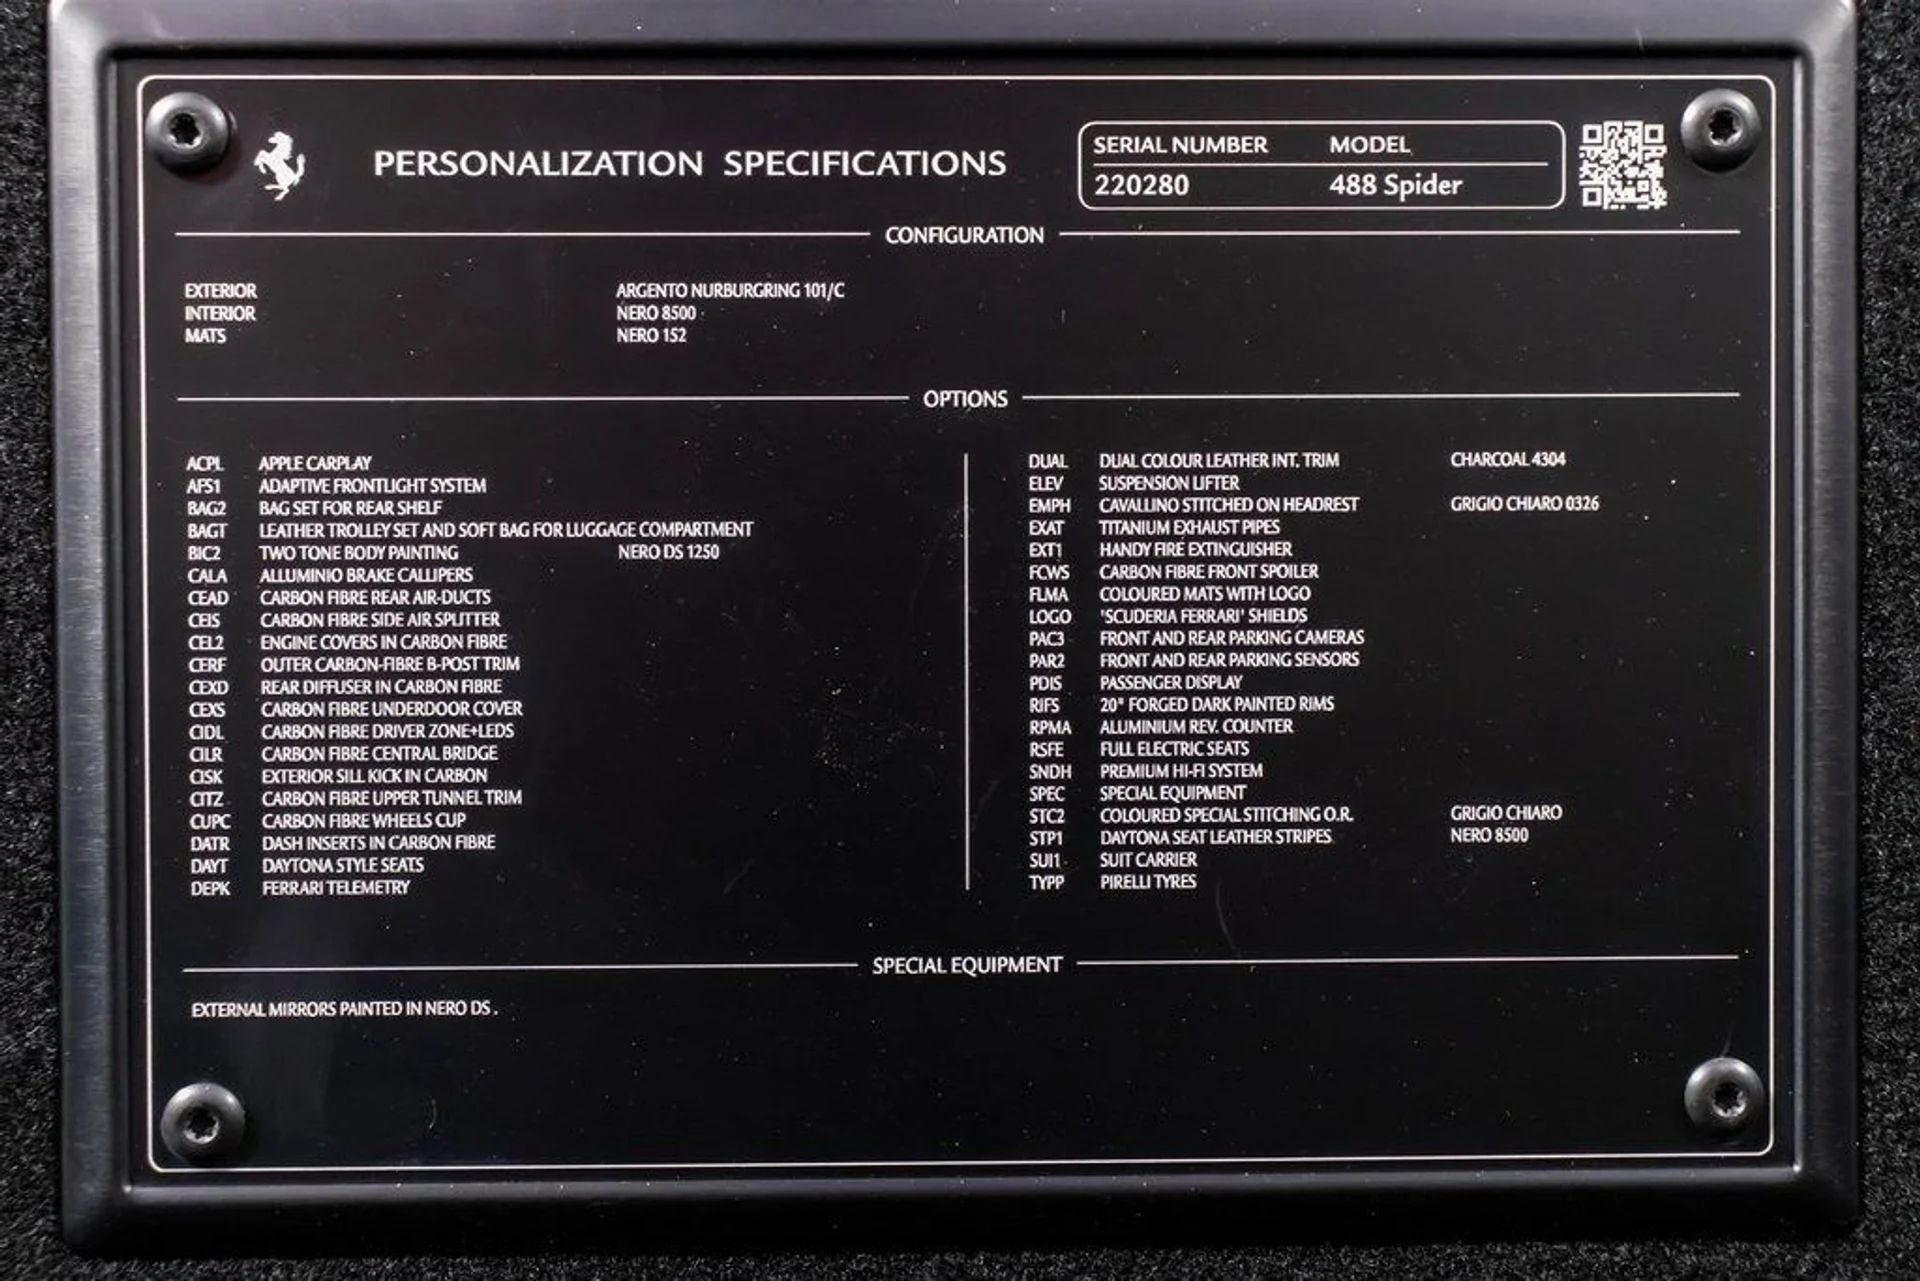 PERSONALIZATION SPECIFICATIONS
SERIAL NUMBER MODEL
220280 488 Spider
CONFIGURATION
EXTERIOR ARGENTO NURBURGRING 101/C
INTERIOR NERO 8500
MATS NERO 152
OPTIONS
ACPL APPLE CARPLAY
AFS1 ADAPTIVE FRONTLIGHT SYSTEM
BAG2 BAG SET FOR REAR SHELF
BAGT LEATHER TROLLEY SET AND SOFT BAG FOR LUGGAGE COMPARTMENT
BIC2 TWO TONE BODY PAINTING NERO DS 1250
CALA ALLUMINIO BRAKE CALLIPERS
CEAD CARBON FIBRE REAR AIR-DUCTS
CEIS CARBON FIBRE SIDE AIR SPLITTER
CEL2 ENGINE COVERS IN CARBON FIBRE
CERF OUTER CARBON-FIBRE B-POST TRIM
CEXD REAR DIFFUSER IN CARBON FIBRE
CEXS CARBON FIBRE UNDERDOOR COVER
CIDL CARBON FIBRE DRIVER ZONE+LEDS
CILR CARBON FIBRE CENTRAL BRIDGE
CISK EXTERIOR SILL KICK IN CARBON
CITZ CARBON FIBRE UPPER TUNNEL TRIM
CUPC CARBON FIBRE WHEELS CUP
DATR DASH INSERTS IN CARBON FIBRE
DAYT DAYTONA STYLE SEATS
DEPK FERRARI TELEMETRY
DUAL DUAL COLOUR LEATHER INT. TRIM CHARCOAL 4304
ELEV SUSPENSION LIFTER
EMPH CAVALLINO STITCHED ON HEADREST GRIGIO CHIARO 0326
EXAT TITANIUM EXHAUST PIPES
EXT1 HANDY FIRE EXTINGUISHER
FCWS CARBON FIBRE FRONT SPOILER
FLMA COLOURED MATS WITH LOGO
LOGO 'SCUDERIA FERRARI' SHIELDS
PAC3 FRONT AND REAR PARKING CAMERAS
PAR2 FRONT AND REAR PARKING SENSORS
PDIS PASSENGER DISPLAY
RIFS 20" FORGED DARK PAINTED RIMS
RPMA ALUMINIUM REV. COUNTER
RSFE FULL ELECTRIC SEATS
SNDH PREMIUM HI-FI SYSTEM
SPEC SPECIAL EQUIPMENT
STC2 COLOURED SPECIAL STITCHING O.R. GRIGIO CHIARO
STP1 DAYTONA SEAT LEATHER STRIPES NERO 8500
SUI1 SUIT CARRIER
TYPP PIRELLI TYRES
SPECIAL EQUIPMENT
EXTERNAL MIRRORS PAINTED IN NERO DS .